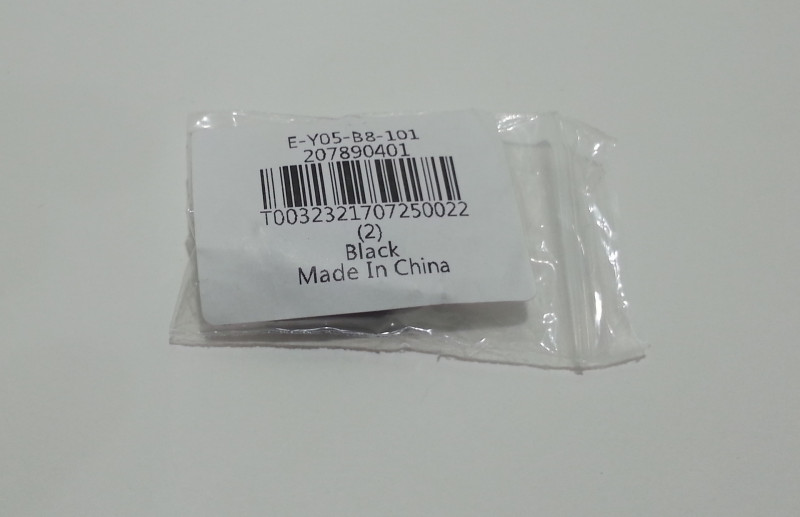 E-Y05-B8-101
207890401
T0032321707250022
(2)
Black
Made In China